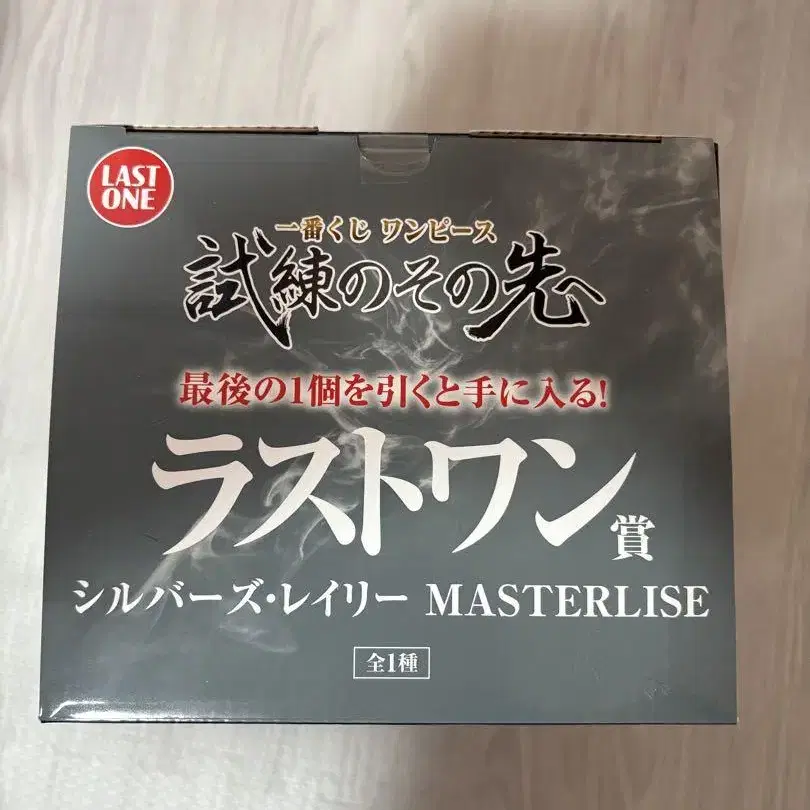 LAST
ONE
一番くじ ワンピース
試練のその先へ
最後の1個を引くと手に入る!
ラストワン賞
シルバーズ・レイリー MASTERLISE
全1種